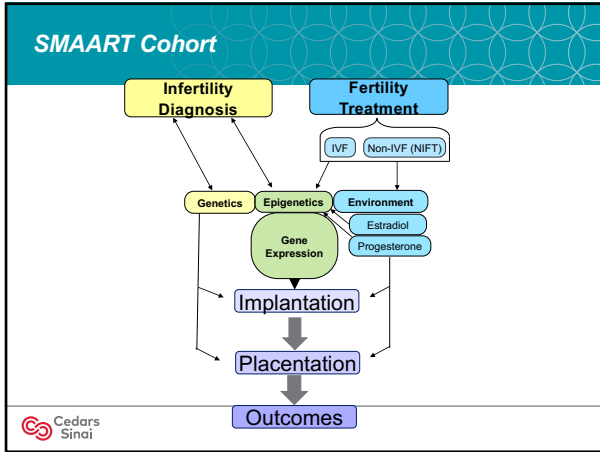 SMAART Cohort
Infertility
Diagnosis
Fertility
Treatment
IVF
Non-IVF (NIFT)
Genetics
Epigenetics
Environment
Estradiol
Progesterone
Gene
Expression
Implantation
Placentation
Outcomes
Cedars
Sinai